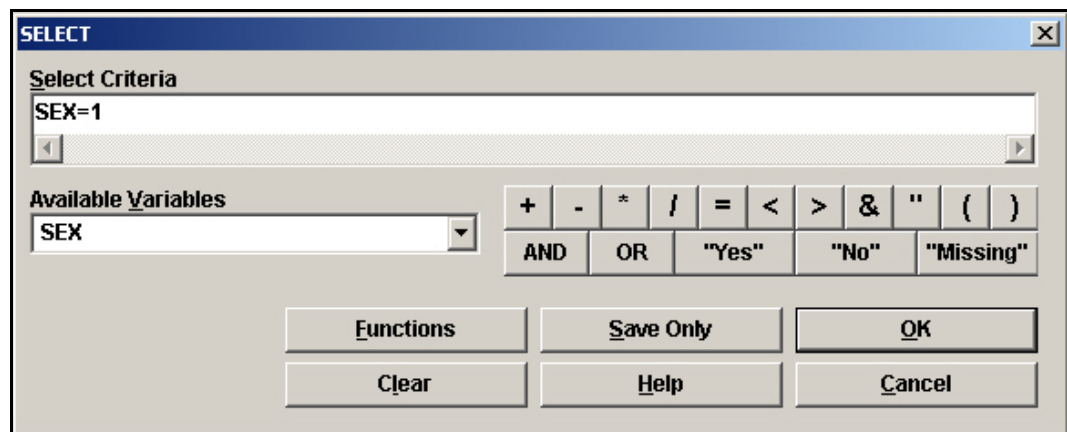 SELECT
Select Criteria
SEX=1
Available Variables
SEX
+ - * / = < > & " ( )
AND OR "Yes" "No" "Missing"
Functions Save Only OK
Clear Help Cancel